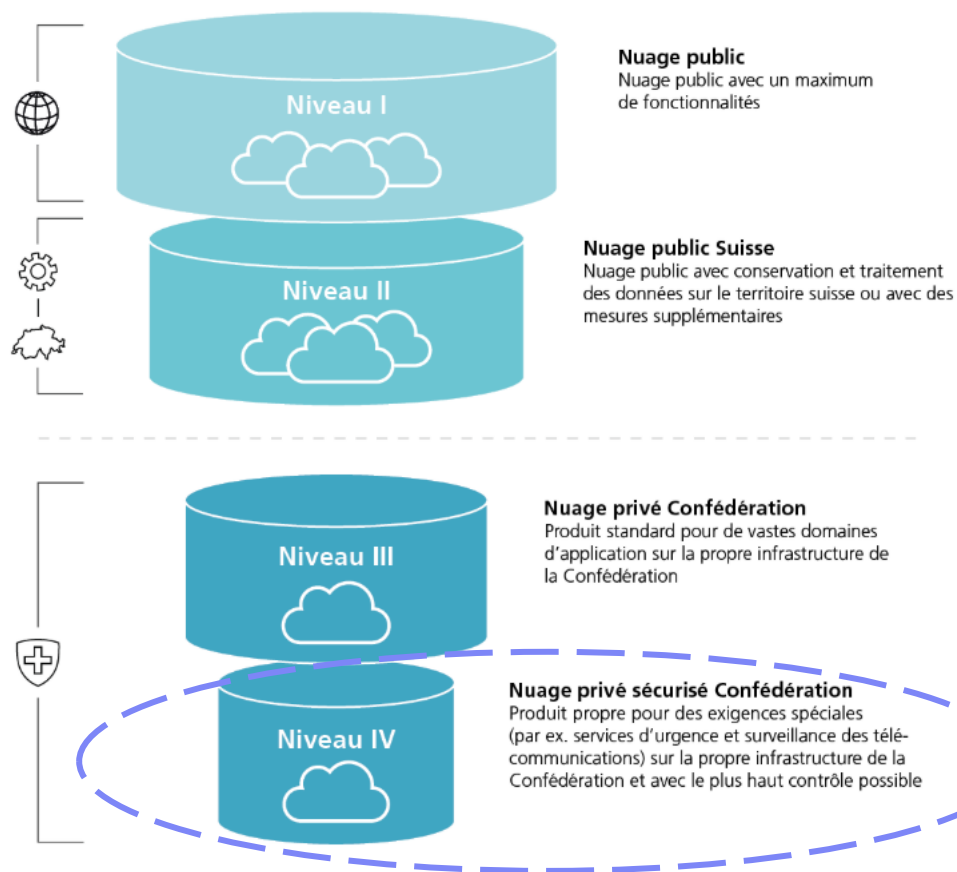 Niveau I
Nuage public
Nuage public avec un maximum
de fonctionnalités
Niveau II
Nuage public Suisse
Nuage public avec conservation et traitement
des données sur le territoire suisse ou avec des
mesures supplémentaires
Niveau III
Nuage privé Confédération
Produit standard pour de vastes domaines
d'application sur la propre infrastructure de
la Confédération
Niveau IV
Nuage privé sécurisé Confédération
Produit propre pour des exigences spéciales
(par ex. services d'urgence et surveillance des télé-
communications) sur la propre infrastructure de la
Confédération et avec le plus haut contrôle possible